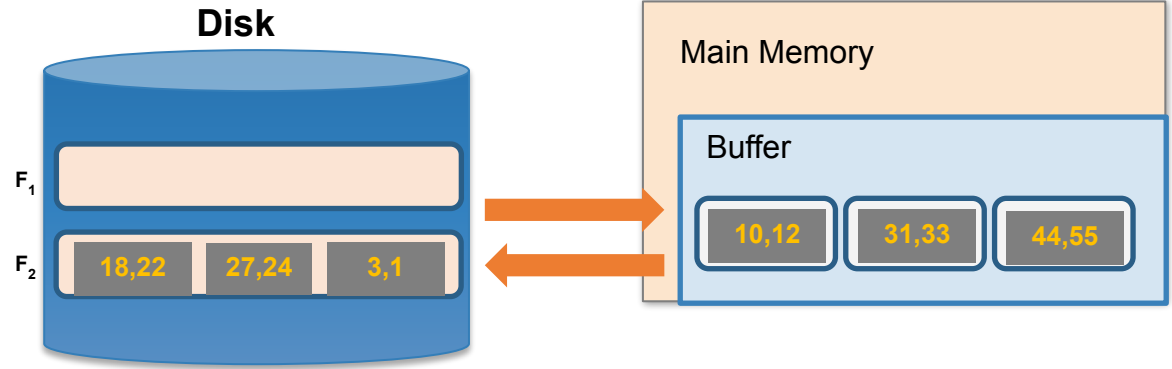 Disk
Main Memory
Buffer
F₁
10,12
31,33
44,55
F₂
18,22
27,24
3,1